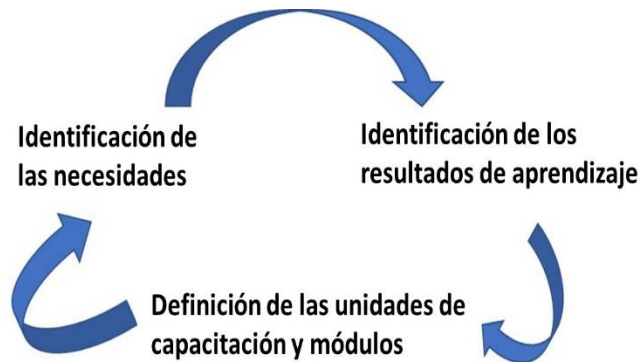 Identificación de
las necesidades
Identificación de los
resultados de aprendizaje
Definición de las unidades de
capacitación y módulos